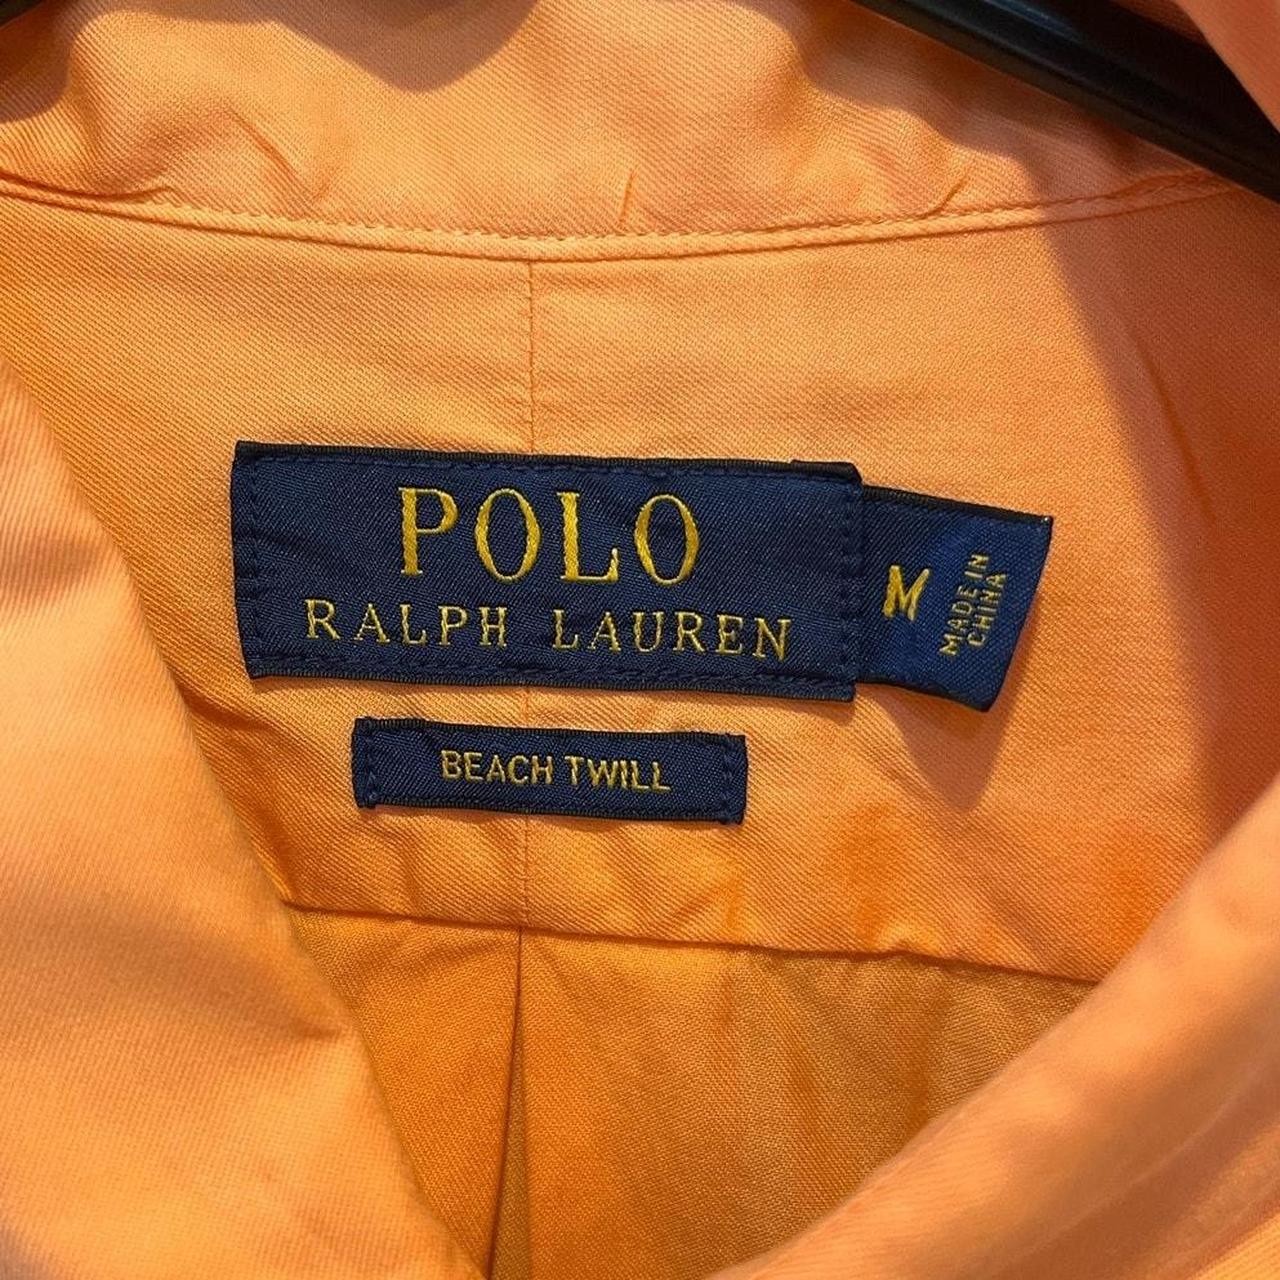 POLO
RALPH LAUREN
M
MADE IN
CHINA
BEACH TWILL